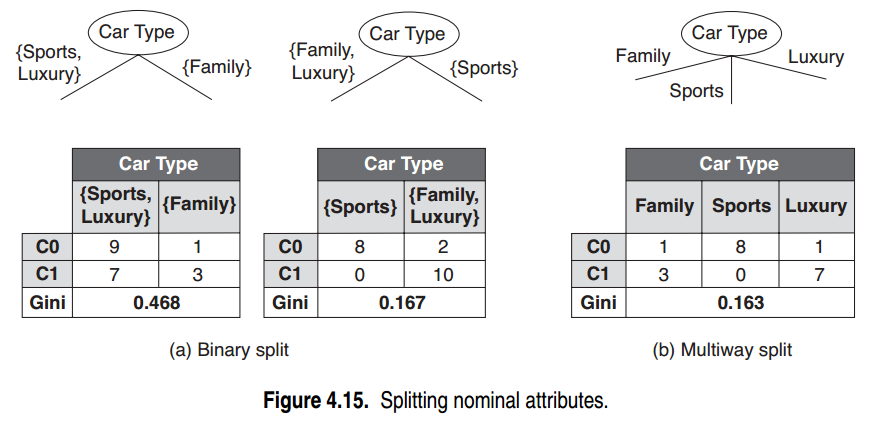 Car Type
{Sports,
Luxury}
{Family}
Car Type
{Family,
Luxury}
{Sports}
Car Type
Family
Luxury
Sports
Car Type
{Sports,
Luxury}
{Family}
C0 9 1
C1 7 3
Gini 0.468
Car Type
{Sports}
{Family,
Luxury}
C0 8 2
C1 0 10
Gini 0.167
(a) Binary split
Car Type
Family Sports Luxury
C0 1 8 1
C1 3 0 7
Gini 0.163
(b) Multiway split
Figure 4.15. Splitting nominal attributes.